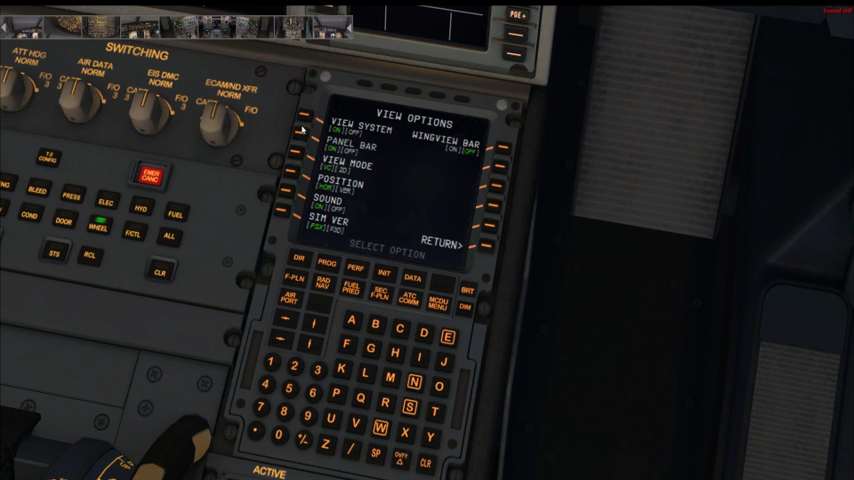 Sound Off
PGE+
SWITCHING
ATT HDG
NORM
F/O
3
AIR DATA
NORM
CA
F/O
3
EIS DMC
NORM
CA
F/O
3
ECAM/ND XFR
NORM
CA
F/O
T.O
CONFIG
EMER
CANC
BLEED
PRESS
ELEC
HYD
FUEL
COND
DOOR
WHEEL
F/CTL
ALL
STS
RCL
CLR
VIEW OPTIONS
VIEW SYSTEM
[ON][OFF]
WINGVIEW BAR
[ON][OFF]
PANEL BAR
[ON][OFF]
VIEW MODE
[VC][2D]
POSITION
[HOR][VER]
SOUND
[ON][OFF]
SIM VER
[FSX][P3D]
RETURN>
SELECT OPTION
DIR
PROG
PERF
INIT
DATA
BRT
F-PLN
RAD
NAV
FUEL
PRED
SEC
F-PLN
ATC
COMM
MCDU
MENU
DIM
AIR
PORT
A B C D E
F G H I J
1 2 3 K L M N O
4 5 6 P Q R S T
7 8 9 U V W X Y
. 0 +/- Z / SP OVFY CLR
ACTIVE